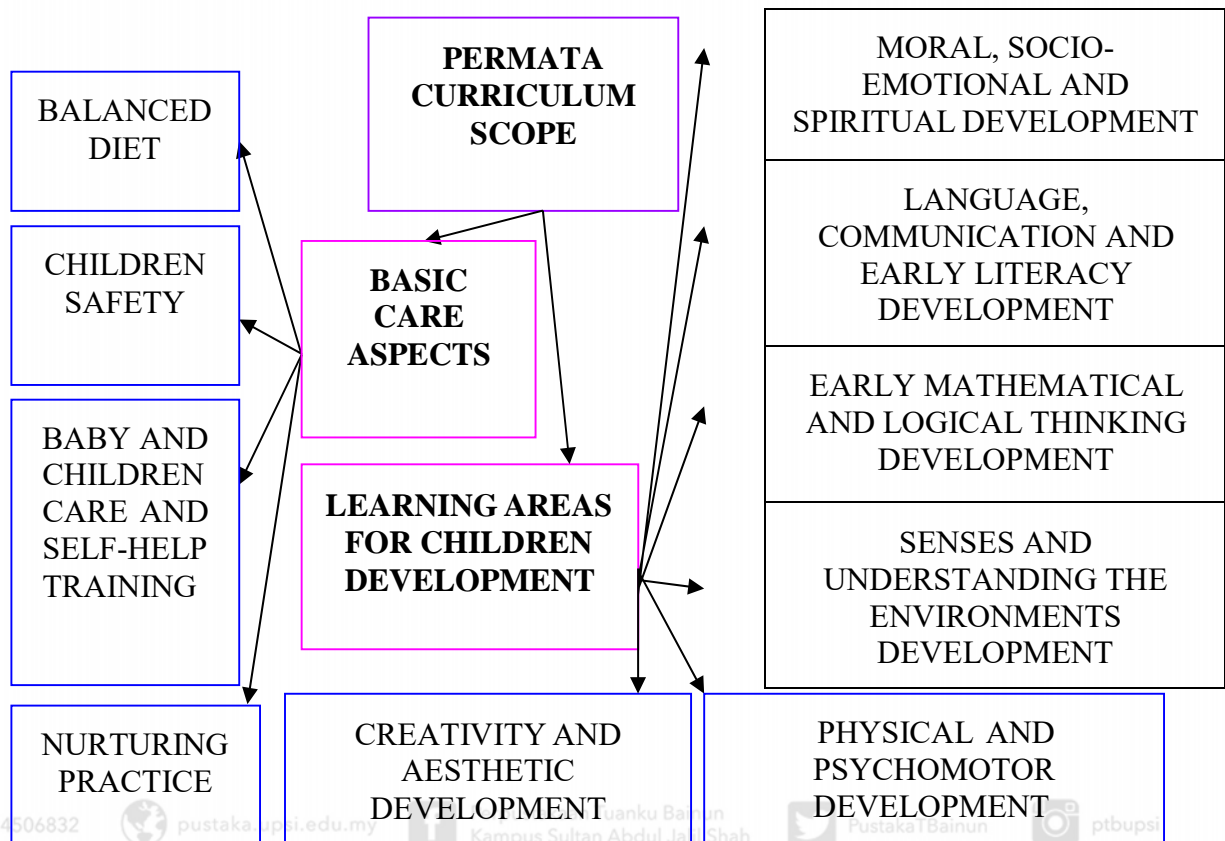 PERMATA
CURRICULUM
SCOPE
BALANCED
DIET
CHILDREN
SAFETY
BABY AND
CHILDREN
CARE AND
SELF-HELP
TRAINING
NURTURING
PRACTICE
BASIC
CARE
ASPECTS
LEARNING AREAS
FOR CHILDREN
DEVELOPMENT
MORAL, SOCIO-
EMOTIONAL AND
SPIRITUAL DEVELOPMENT
LANGUAGE,
COMMUNICATION AND
EARLY LITERACY
DEVELOPMENT
EARLY MATHEMATICAL
AND LOGICAL THINKING
DEVELOPMENT
SENSES AND
UNDERSTANDING THE
ENVIRONMENTS
DEVELOPMENT
CREATIVITY AND
AESTHETIC
DEVELOPMENT
PHYSICAL AND
PSYCHOMOTOR
DEVELOPMENT
4506832
pustaka.upsi.edu.my
Tuanku Bainun
Kampus Sultan Abdul Jalil Shah
PustakaTBainun
ptbupsi